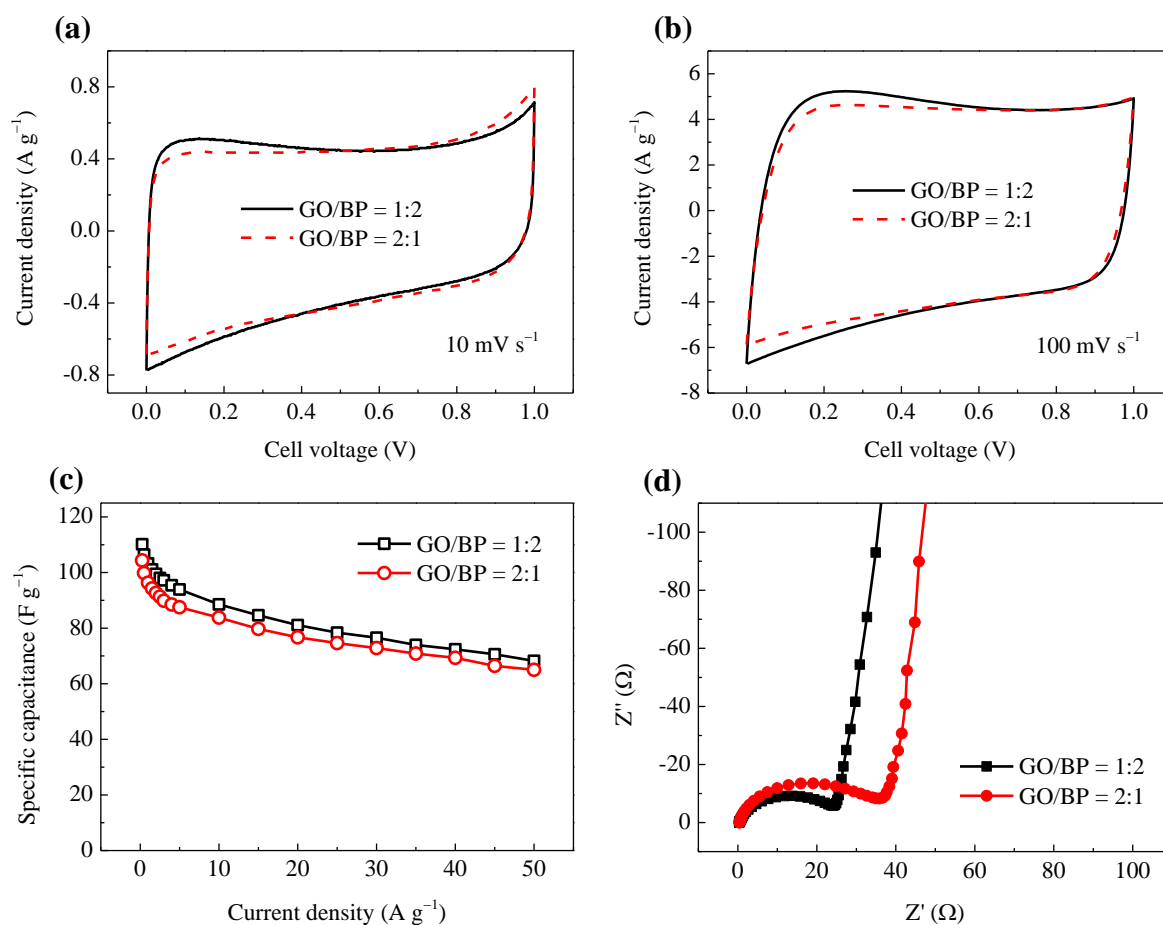 (a)
Current density (A g⁻¹)
0.8
0.4
0.0
-0.4
-0.8
GO/BP = 1:2
GO/BP = 2:1
10 mV s⁻¹
0.0 0.2 0.4 0.6 0.8 1.0
Cell voltage (V)
(b)
Current density (A g⁻¹)
6
4
2
0
-2
-4
-6
-8
GO/BP = 1:2
GO/BP = 2:1
100 mV s⁻¹
0.0 0.2 0.4 0.6 0.8 1.0
Cell voltage (V)
(c)
Specific capacitance (F g⁻¹)
120
100
80
60
40
20
0
GO/BP = 1:2
GO/BP = 2:1
0 10 20 30 40 50
Current density (A g⁻¹)
(d)
Z'' (Ω)
-100
-80
-60
-40
-20
0
GO/BP = 1:2
GO/BP = 2:1
0 20 40 60 80 100
Z' (Ω)